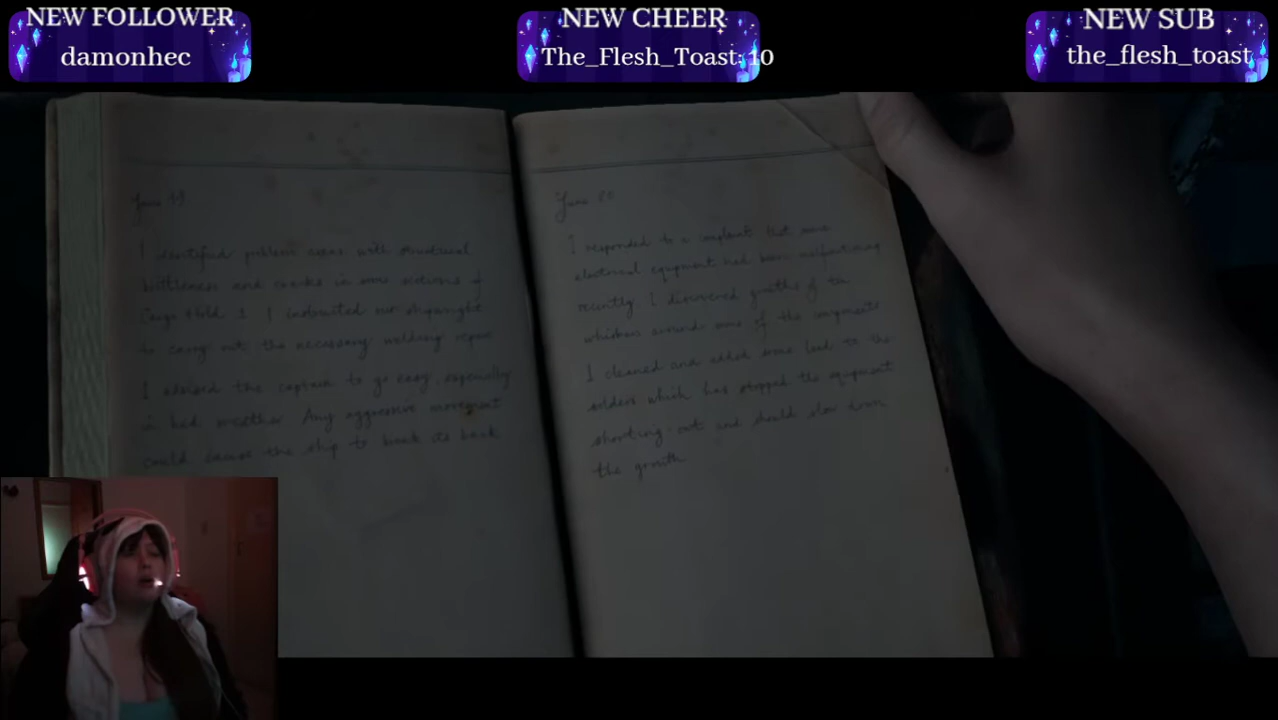 NEW FOLLOWER
damonhec
NEW CHEER
The_Flesh_Toast: 10
NEW SUB
the_flesh_toast
June 19
I identified problem areas with structural
brittleness and cracks in some sections of
Cargo Hold 1. I instructed our shipwright
to carry out the necessary welding repair
I advised the captain to go easy, especially
in bad weather. Any aggressive movement
could cause the ship to break its back
June
I responded to a complaint that some
electrical equipment had been malfunctioning
recently. I discovered growths of tin
whiskers around some of the components
I cleaned and added some lead to the
solders which has stopped the equipment
shorting out and should slow down
the growth